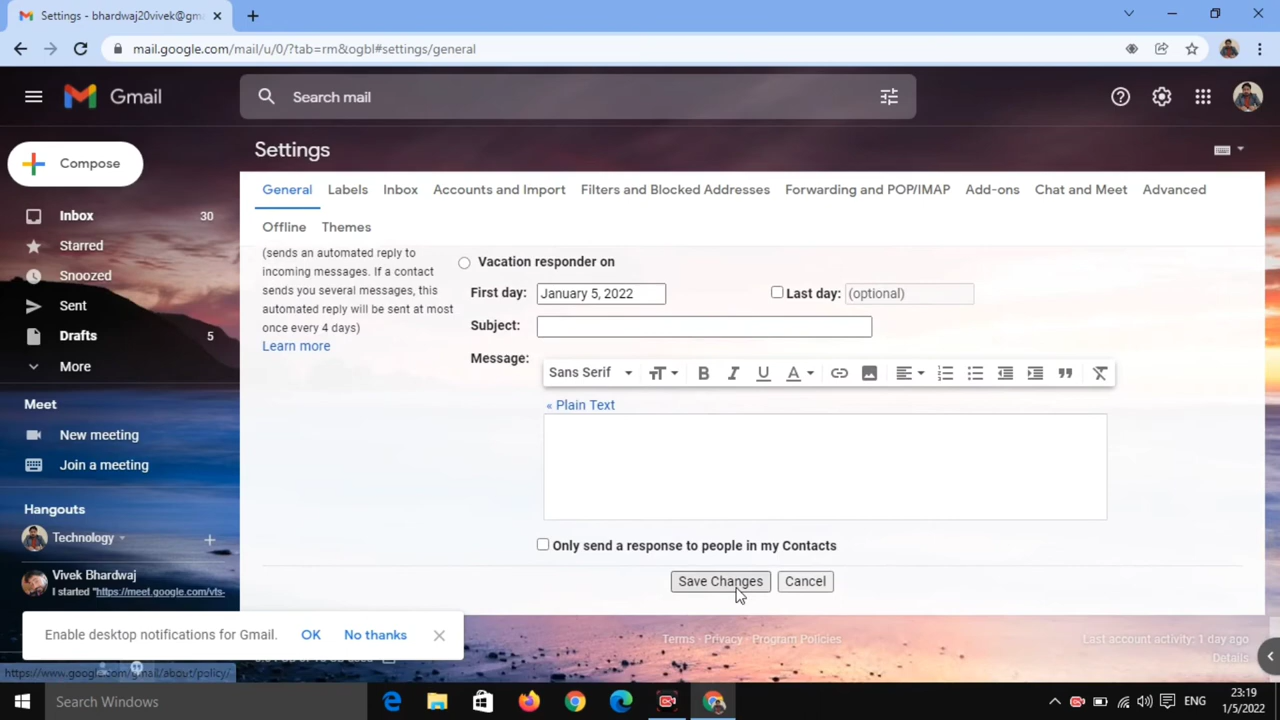 Settings - bhardwaj20vivek@gm
mail.google.com/mail/u/0/?tab=rm&ogbl#settings/general
Gmail
Search mail
Compose
Settings
General Labels Inbox Accounts and Import Filters and Blocked Addresses Forwarding and POP/IMAP Add-ons Chat and Meet Advanced
Offline Themes
Inbox 30
Starred
Snoozed
Sent
Drafts 5
More
Meet
New meeting
Join a meeting
Hangouts
Technology
Vivek Bhardwaj
I started "https://meet.google.com/vts-
(sends an automated reply to
incoming messages. If a contact
sends you several messages, this
automated reply will be sent at most
once every 4 days)
Learn more
Vacation responder on
First day: January 5, 2022 Last day: (optional)
Subject:
Message:
Sans Serif
« Plain Text
Only send a response to people in my Contacts
Save Changes Cancel
Enable desktop notifications for Gmail. OK No thanks
Terms · Privacy · Program Policies
Last account activity: 1 day ago
Details
https://www.google.com/gmail/about/policy/
Search Windows
ENG
23:19
1/5/2022